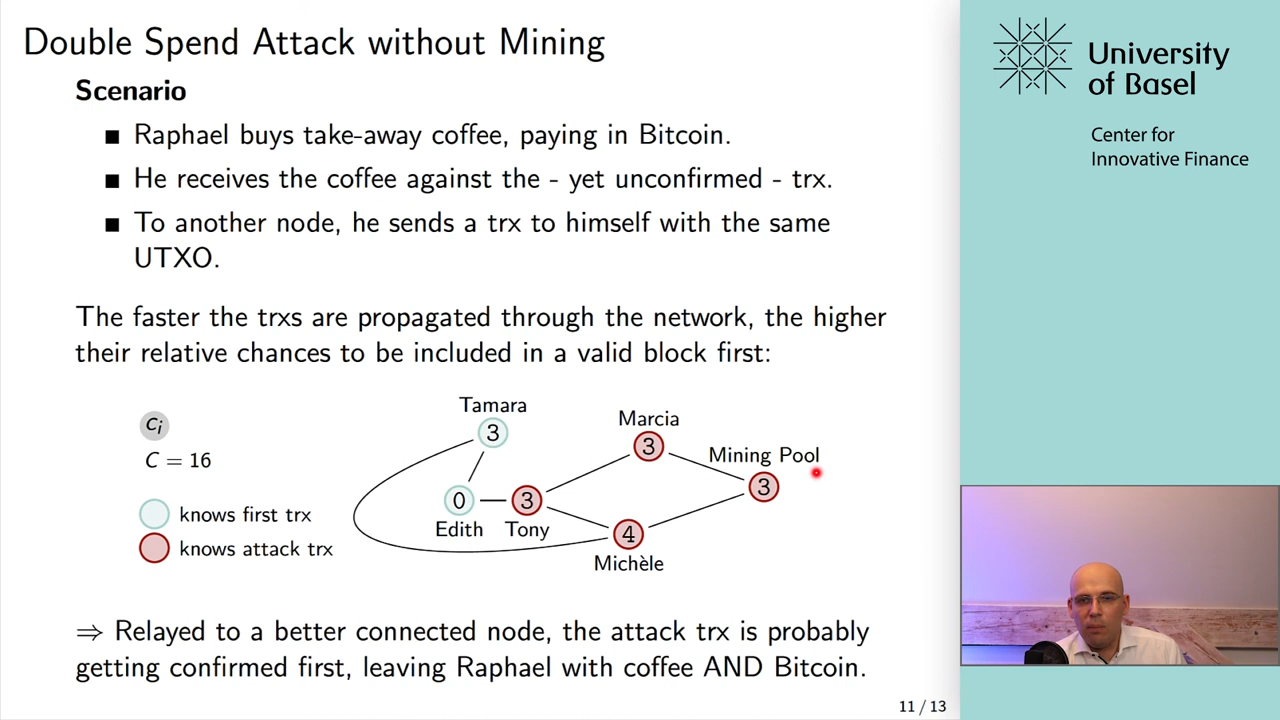 Double Spend Attack without Mining
Scenario
Raphael buys take-away coffee, paying in Bitcoin.
He receives the coffee against the - yet unconfirmed - trx.
To another node, he sends a trx to himself with the same
UTXO.
The faster the trxs are propagated through the network, the higher
their relative chances to be included in a valid block first:
Tamara
3
Marcia
3
Mining Pool
3
ci
C = 16
knows first trx
knows attack trx
0
Edith
3
Tony
4
Michèle
⇒ Relayed to a better connected node, the attack trx is probably
getting confirmed first, leaving Raphael with coffee AND Bitcoin.
11 / 13
University
of Basel
Center for
Innovative Finance